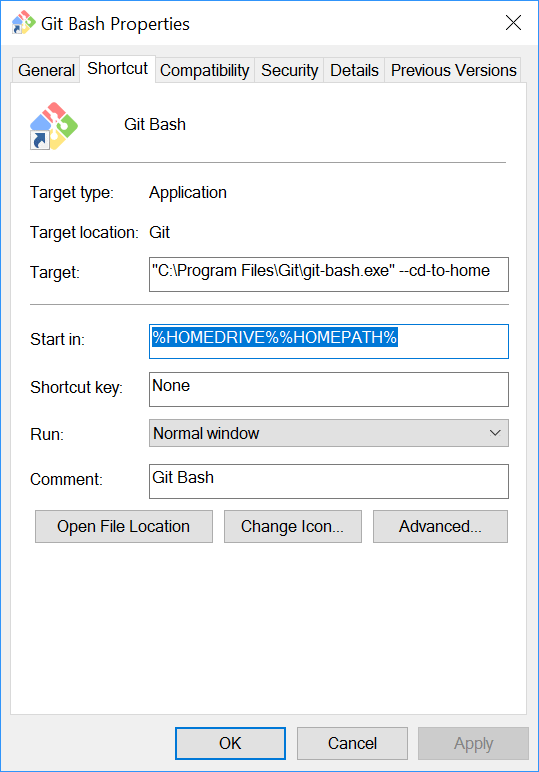 Git Bash Properties
General Shortcut Compatibility Security Details Previous Versions
Git Bash
Target type: Application
Target location: Git
Target: "C:\Program Files\Git\git-bash.exe" --cd-to-home
Start in: %HOMEDRIVE%%HOMEPATH%
Shortcut key: None
Run: Normal window
Comment: Git Bash
Open File Location Change Icon... Advanced...
OK Cancel Apply